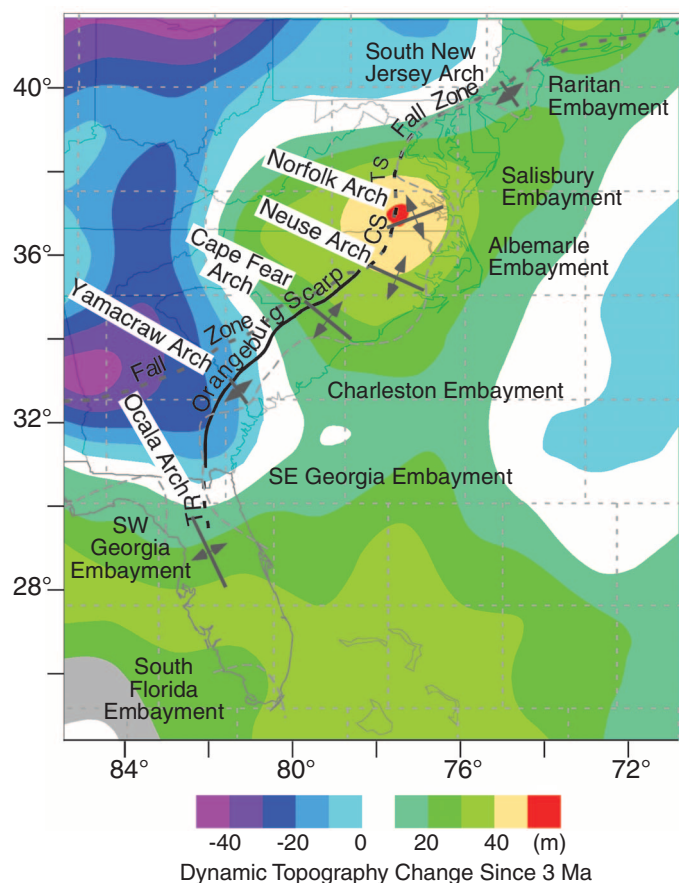 South New
Jersey Arch
40°
Fall Zone
Raritan
Embayment
TS
Norfolk Arch
Salisbury
Embayment
Neuse Arch
CS
36°
Albemarle
Embayment
Cape Fear
Arch
Orangeburg Scarp
Yamacraw Arch
Fall Zone
Charleston Embayment
32°
Ocala Arch
SE Georgia Embayment
TR
SW
Georgia
Embayment
28°
South
Florida
Embayment
84° 80° 76° 72°
-40 -20 0 20 40 (m)
Dynamic Topography Change Since 3 Ma